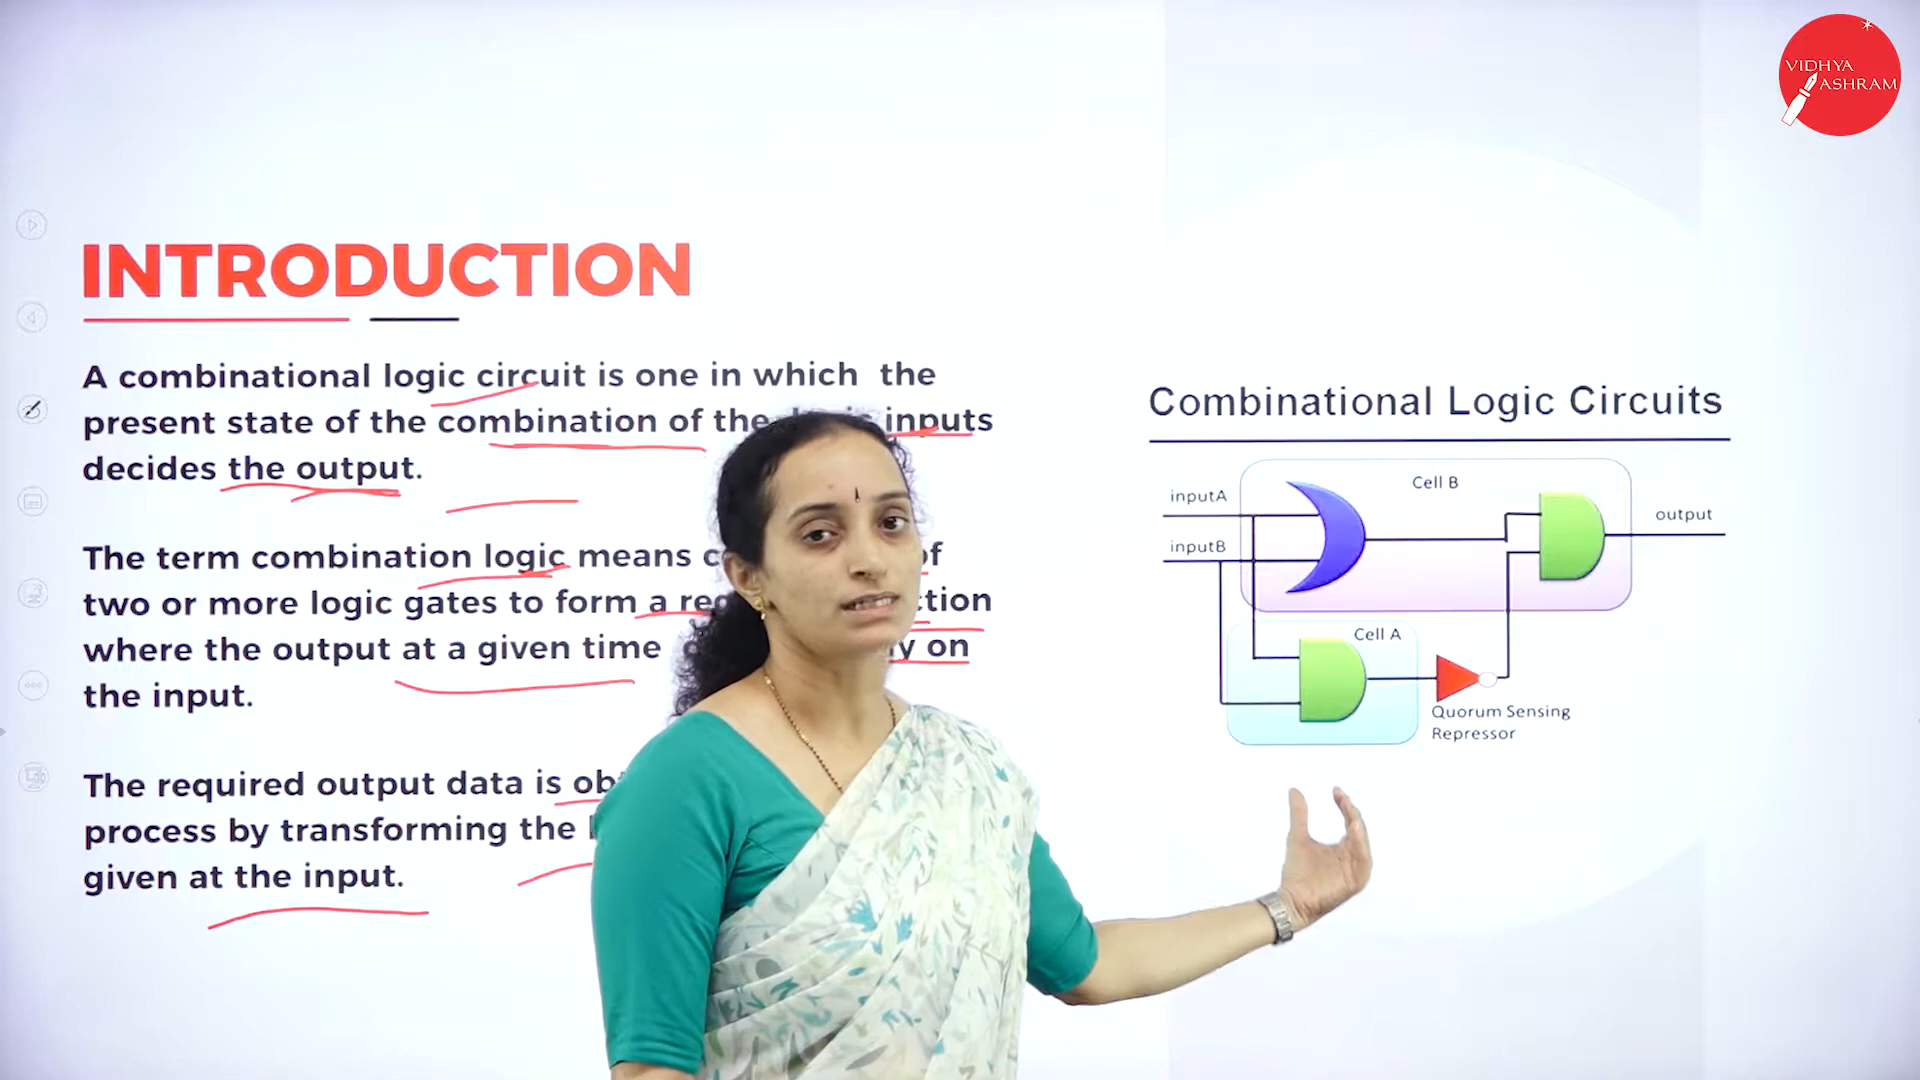 VIDHYA
ASHRAM
INTRODUCTION
A combinational logic circuit is one in which the
present state of the combination of the inputs
decides the output.
The term combination logic means of
two or more logic gates to form a
where the output at a given time on
the input.
The required output data is
process by transforming the
given at the input.
Combinational Logic Circuits
Cell B
inputA
output
inputB
Cell A
Quorum Sensing
Repressor